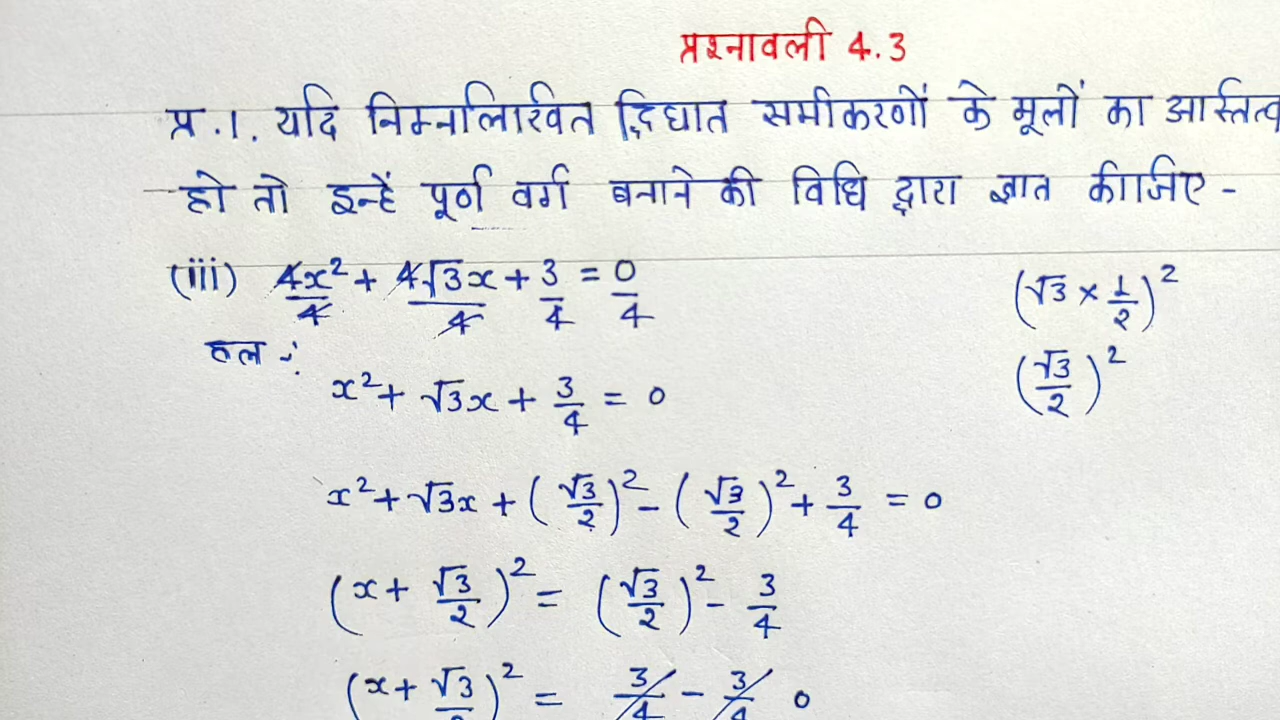 प्रश्नावली 4.3
प्र.1. यदि निम्नलिखित द्विघात समीकरणों के मूलों का अस्तित्व
हो तो इन्हें पूर्ण वर्ग बनाने की विधि द्वारा ज्ञात कीजिए -
(iii) 4x²/4 + 4√3x/4 + 3/4 = 0/4
(√3 × 1/2)²
हल :
(√3/2)²
x² + √3x + 3/4 = 0
x² + √3x + (√3/2)² - (√3/2)² + 3/4 = 0
(x + √3/2)² = (√3/2)² - 3/4
(x + √3/2)² = 3/4 - 3/4 0